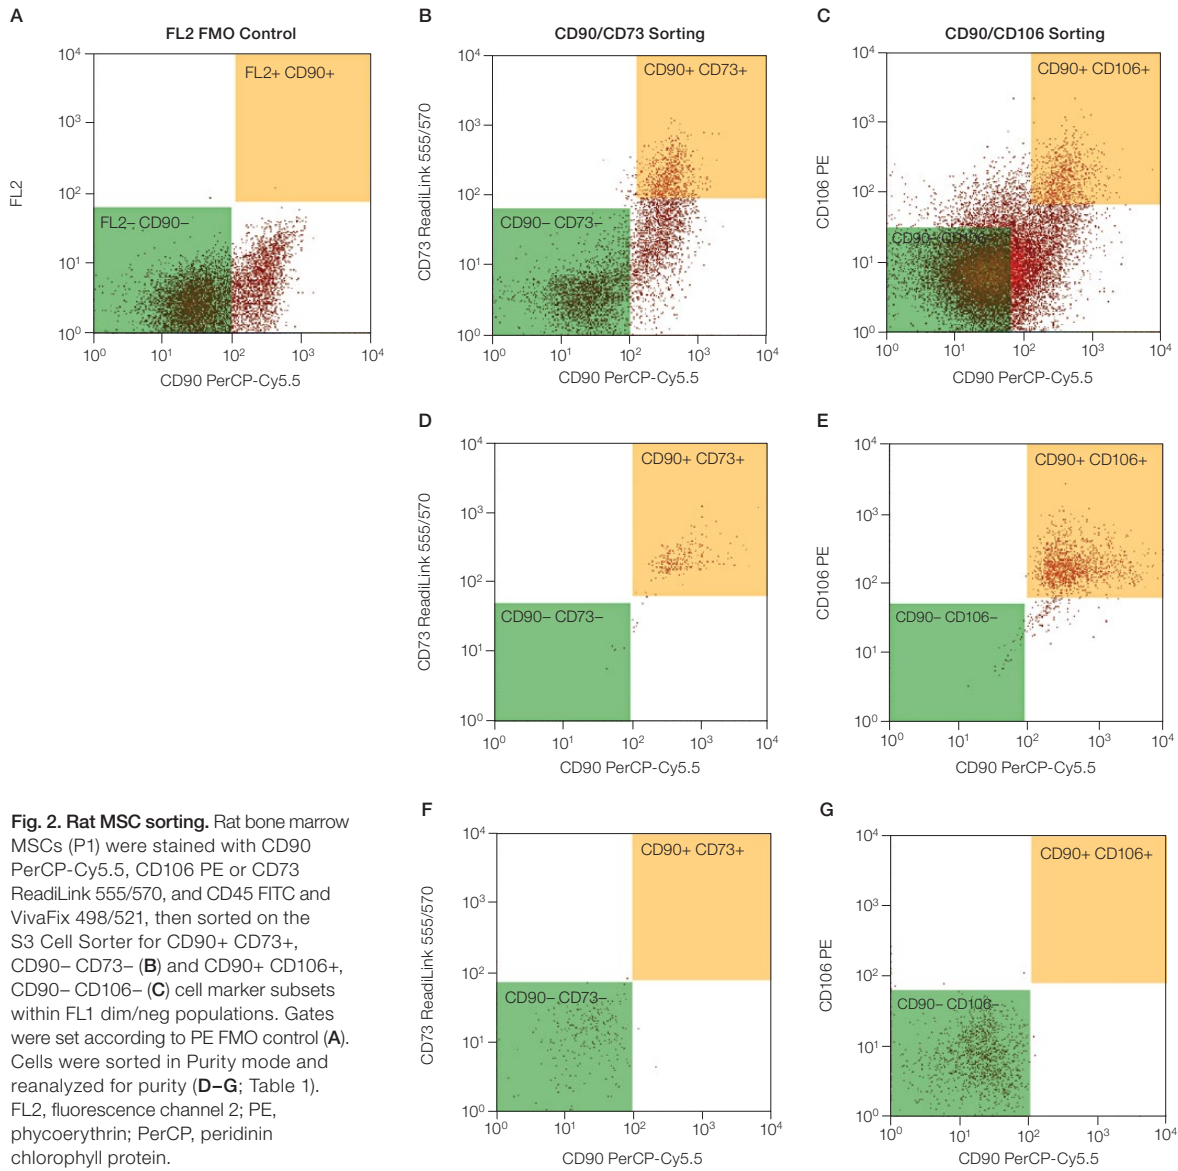 A
FL2 FMO Control
10⁴
10³
10²
10¹
10⁰
FL2
FL2+ CD90+
FL2– CD90–
10⁰ 10¹ 10² 10³ 10⁴
CD90 PerCP-Cy5.5
B
CD90/CD73 Sorting
10⁴
10³
10²
10¹
10⁰
CD73 ReadiLink 555/570
CD90+ CD73+
CD90– CD73–
10⁰ 10¹ 10² 10³ 10⁴
CD90 PerCP-Cy5.5
C
CD90/CD106 Sorting
10⁴
10³
10²
10¹
10⁰
CD106 PE
CD90+ CD106+
CD90– CD106–
10⁰ 10¹ 10² 10³ 10⁴
CD90 PerCP-Cy5.5
D
10⁴
10³
10²
10¹
10⁰
CD73 ReadiLink 555/570
CD90+ CD73+
CD90– CD73–
10⁰ 10¹ 10² 10³ 10⁴
CD90 PerCP-Cy5.5
E
10⁴
10³
10²
10¹
10⁰
CD106 PE
CD90+ CD106+
CD90– CD106–
10⁰ 10¹ 10² 10³ 10⁴
CD90 PerCP-Cy5.5
F
10⁴
10³
10²
10¹
10⁰
CD73 ReadiLink 555/570
CD90+ CD73+
CD90– CD73–
10⁰ 10¹ 10² 10³ 10⁴
CD90 PerCP-Cy5.5
G
10⁴
10³
10²
10¹
10⁰
CD106 PE
CD90+ CD106+
CD90– CD106–
10⁰ 10¹ 10² 10³ 10⁴
CD90 PerCP-Cy5.5
Fig. 2. Rat MSC sorting. Rat bone marrow
MSCs (P1) were stained with CD90
PerCP-Cy5.5, CD106 PE or CD73
ReadiLink 555/570, and CD45 FITC and
VivaFix 498/521, then sorted on the
S3 Cell Sorter for CD90+ CD73+,
CD90– CD73– (B) and CD90+ CD106+,
CD90– CD106– (C) cell marker subsets
within FL1 dim/neg populations. Gates
were set according to PE FMO control (A).
Cells were sorted in Purity mode and
reanalyzed for purity (D–G; Table 1).
FL2, fluorescence channel 2; PE,
phycoerythrin; PerCP, peridinin
chlorophyll protein.